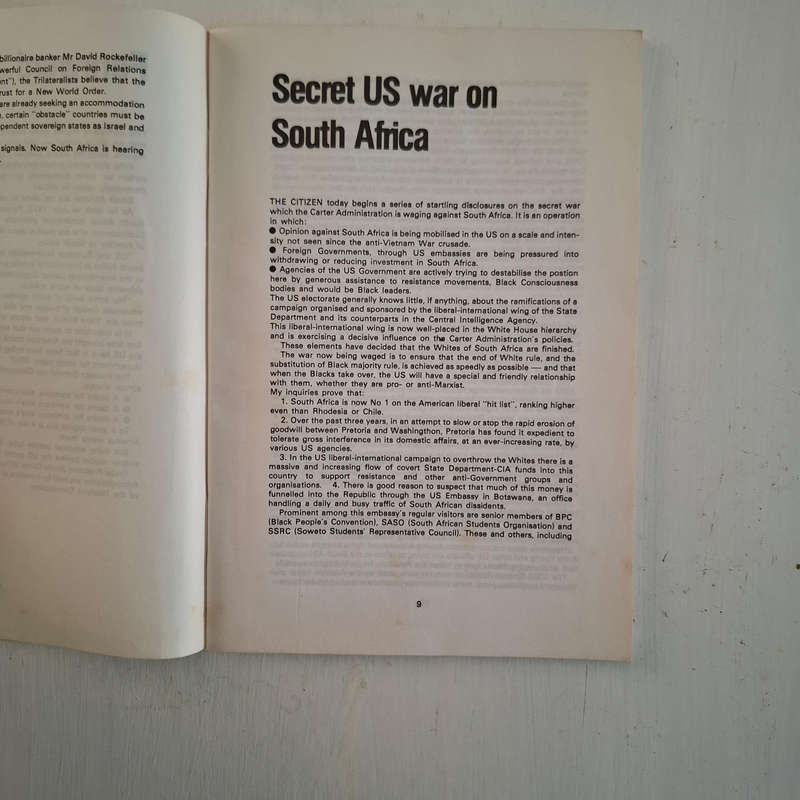 billionaire banker Mr David Rockefeller
werful Council on Foreign Relations
nt"), the Trilateralists believe that the
rust for a New World Order.
are already seeking an accommodation
, certain "obstacle" countries must be
pendent sovereign states as Israel and
signals. Now South Africa is hearing
Secret US war on
South Africa
THE CITIZEN today begins a series of startling disclosures on the secret war
which the Carter Administration is waging against South Africa. It is an operation
in which:
● Opinion against South Africa is being mobilised in the US on a scale and inten-
sity not seen since the anti-Vietnam War crusade.
● Foreign Governments, through US embassies are being pressured into
withdrawing or reducing investment in South Africa.
● Agencies of the US Government are actively trying to destabilise the postion
here by generous assistance to resistance movements, Black Consciousness
bodies and would be Black leaders.
The US electorate generally knows little, if anything, about the ramifications of a
campaign organised and sponsored by the liberal-international wing of the State
Department and its counterparts in the Central Intelligence Agency.
This liberal-international wing is now well-placed in the White House hierarchy
and is exercising a decisive influence on the Carter Administration's policies.
These elements have decided that the Whites of South Africa are finished.
The war now being waged is to ensure that the end of White rule, and the
substitution of Black majority rule, is achieved as speedily as possible — and that
when the Blacks take over, the US will have a special and friendly relationship
with them, whether they are pro- or anti-Marxist.
My inquiries prove that:
1. South Africa is now No 1 on the American liberal "hit list", ranking higher
even than Rhodesia or Chile.
2. Over the past three years, in an attempt to slow or stop the rapid erosion of
goodwill between Pretoria and Washingthon, Pretoria has found it expedient to
tolerate gross interference in its domestic affairs, at an ever-increasing rate, by
various US agencies.
3. In the US liberal-international campaign to overthrow the Whites there is a
massive and increasing flow of covert State Department-CIA funds into this
country to support resistance and other anti-Government groups and
organisations. 4. There is good reason to suspect that much of this money is
funnelled into the Republic through the US Embassy in Botswana, an office
handling a daily and busy traffic of South African dissidents.
Prominent among this embassy's regular visitors are senior members of BPC
(Black People's Convention), SASO (South African Students Organisation) and
SSRC (Soweto Students' Representative Council). These and others, including
9